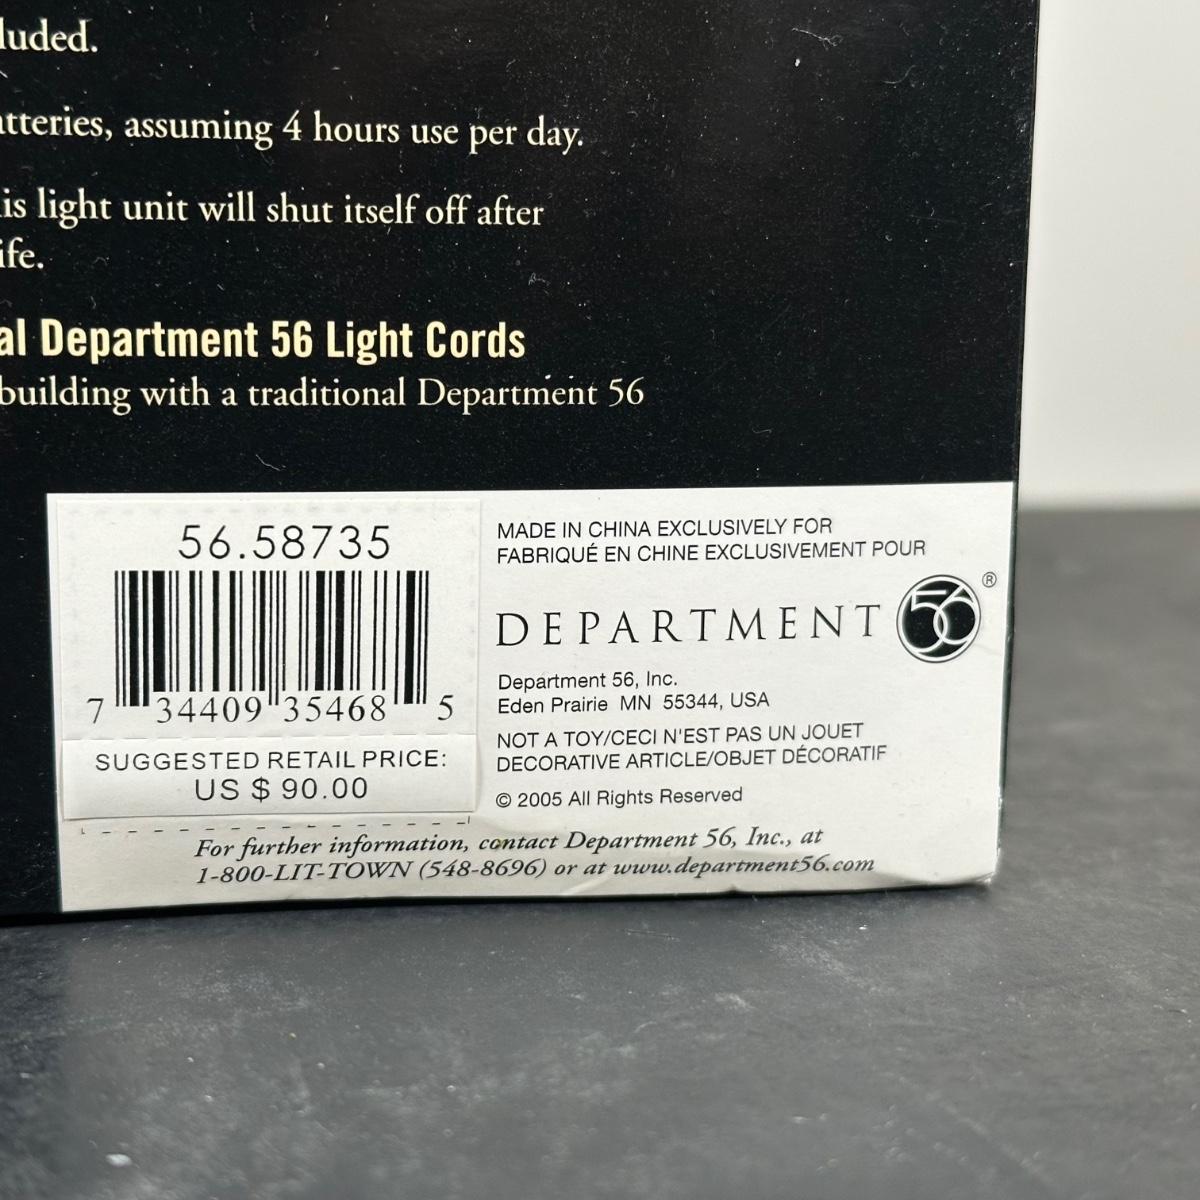 luded.
atteries, assuming 4 hours use per day.
is light unit will shut itself off after
ife.
al Department 56 Light Cords
building with a traditional Department 56
56.58735
7 34409 35468 5
SUGGESTED RETAIL PRICE:
US $ 90.00
MADE IN CHINA EXCLUSIVELY FOR
FABRIQUÉ EN CHINE EXCLUSIVEMENT POUR
DEPARTMENT 56 ®
Department 56, Inc.
Eden Prairie MN 55344, USA
NOT A TOY/CECI N'EST PAS UN JOUET
DECORATIVE ARTICLE/OBJET DÉCORATIF
© 2005 All Rights Reserved
For further information, contact Department 56, Inc., at
1-800-LIT-TOWN (548-8696) or at www.department56.com